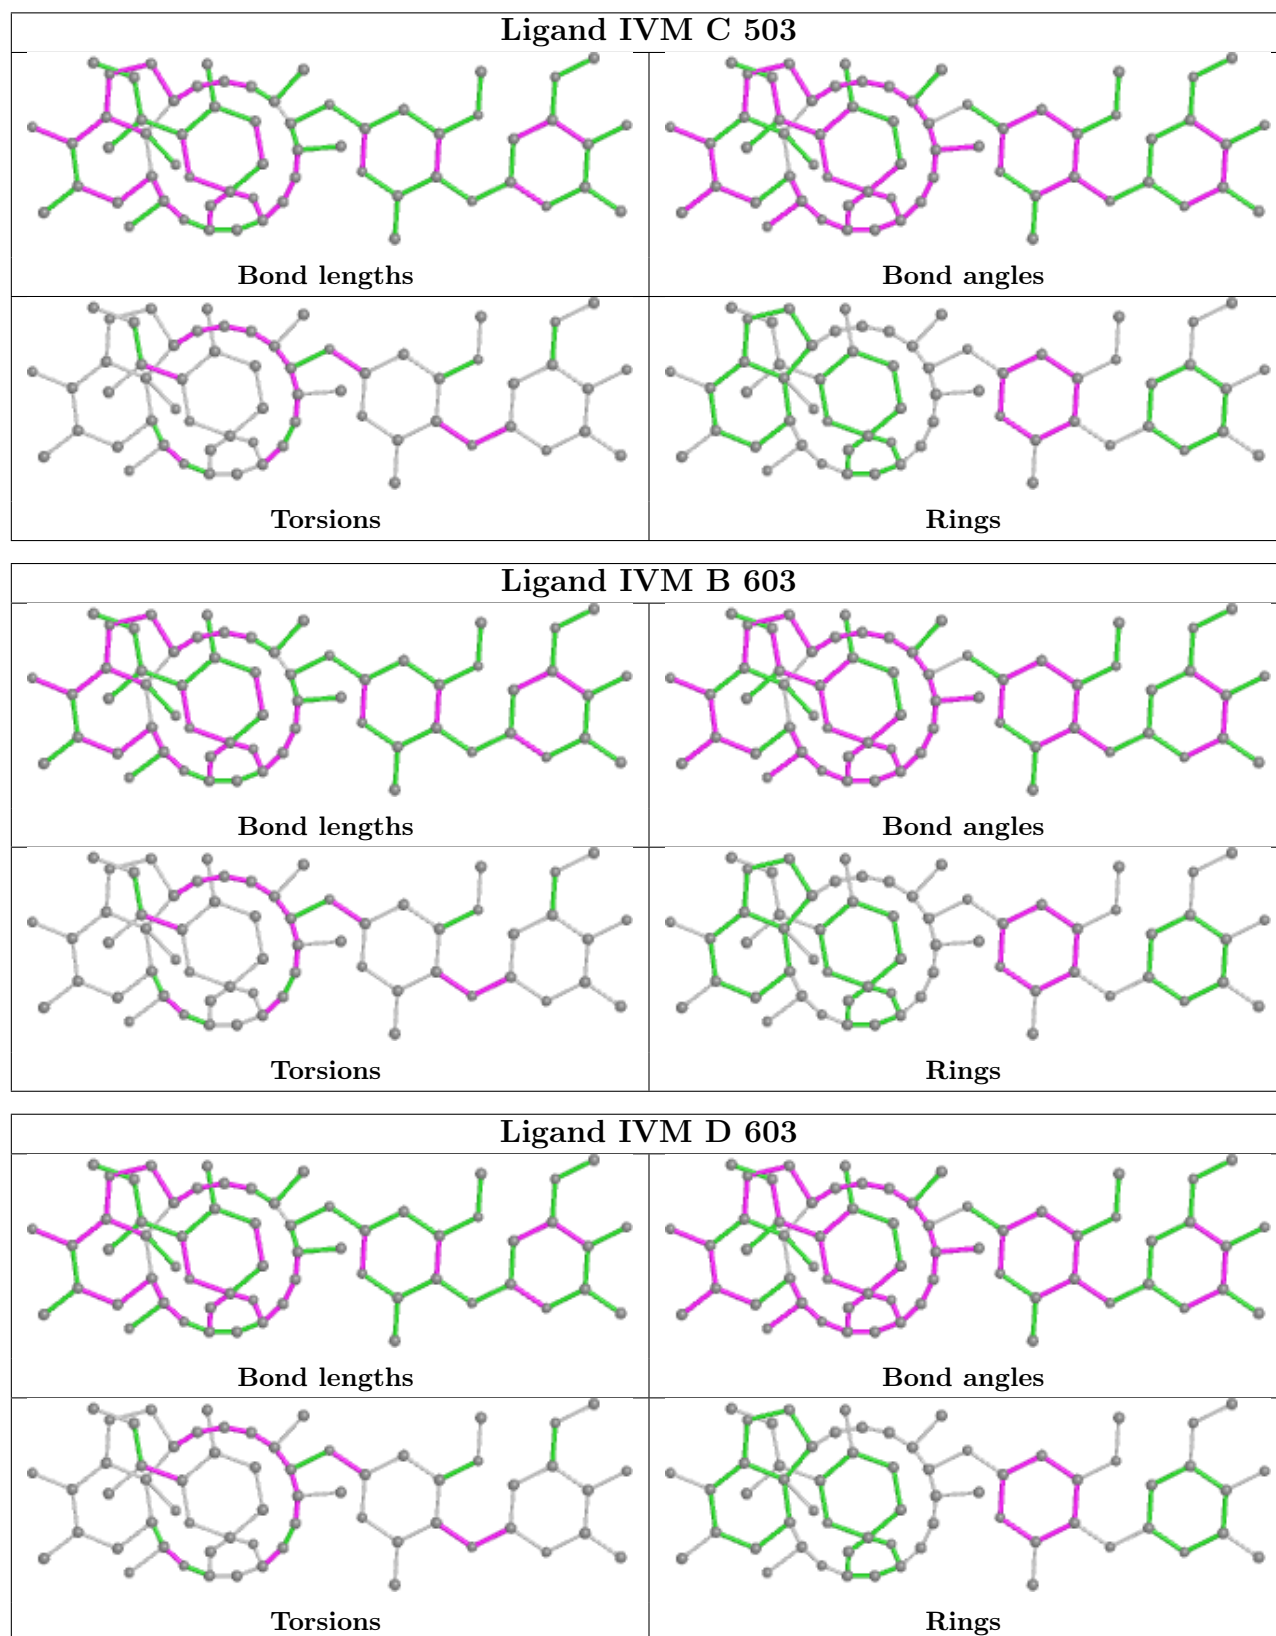 Ligand IVM C 503
Bond lengths
Bond angles
Torsions
Rings
Ligand IVM B 603
Bond lengths
Bond angles
Torsions
Rings
Ligand IVM D 603
Bond lengths
Bond angles
Torsions
Rings